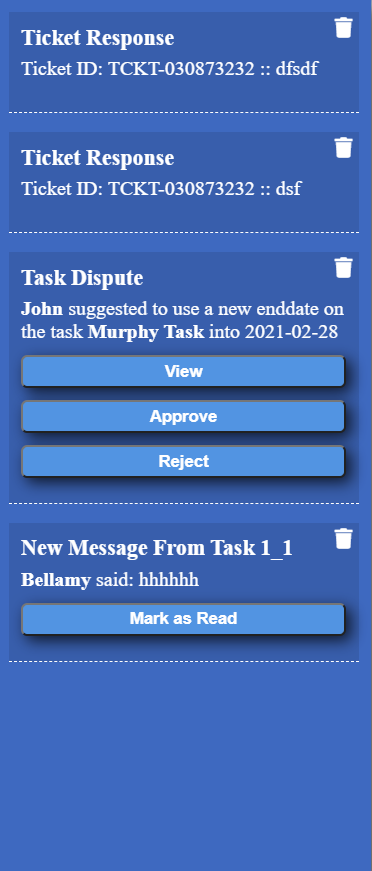 Ticket Response
Ticket ID: TCKT-030873232 :: dfsdf
Ticket Response
Ticket ID: TCKT-030873232 :: dsf
Task Dispute
John suggested to use a new enddate on
the task Murphy Task into 2021-02-28
View
Approve
Reject
New Message From Task 1_1
Bellamy said: hhhhhh
Mark as Read